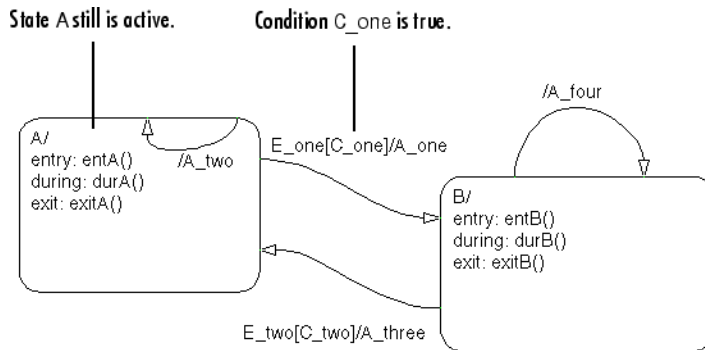 State A still is active.
Condition C_one is true.
/A_four
A/
entry: entA()
during: durA()
exit: exitA()
/A_two
E_one[C_one]/A_one
B/
entry: entB()
during: durB()
exit: exitB()
E_two[C_two]/A_three